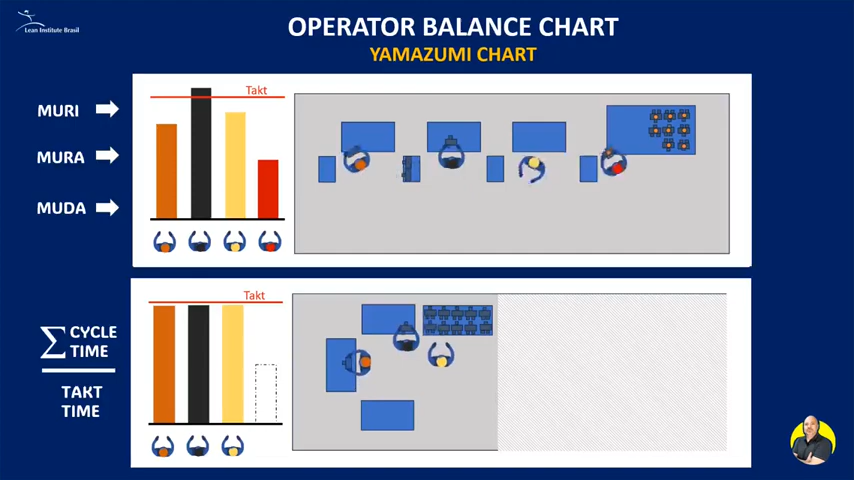 Lean Institute Brasil
OPERATOR BALANCE CHART
YAMAZUMI CHART
MURI
MURA
MUDA
Takt
Takt
∑ CYCLE
TIME
TAKT
TIME